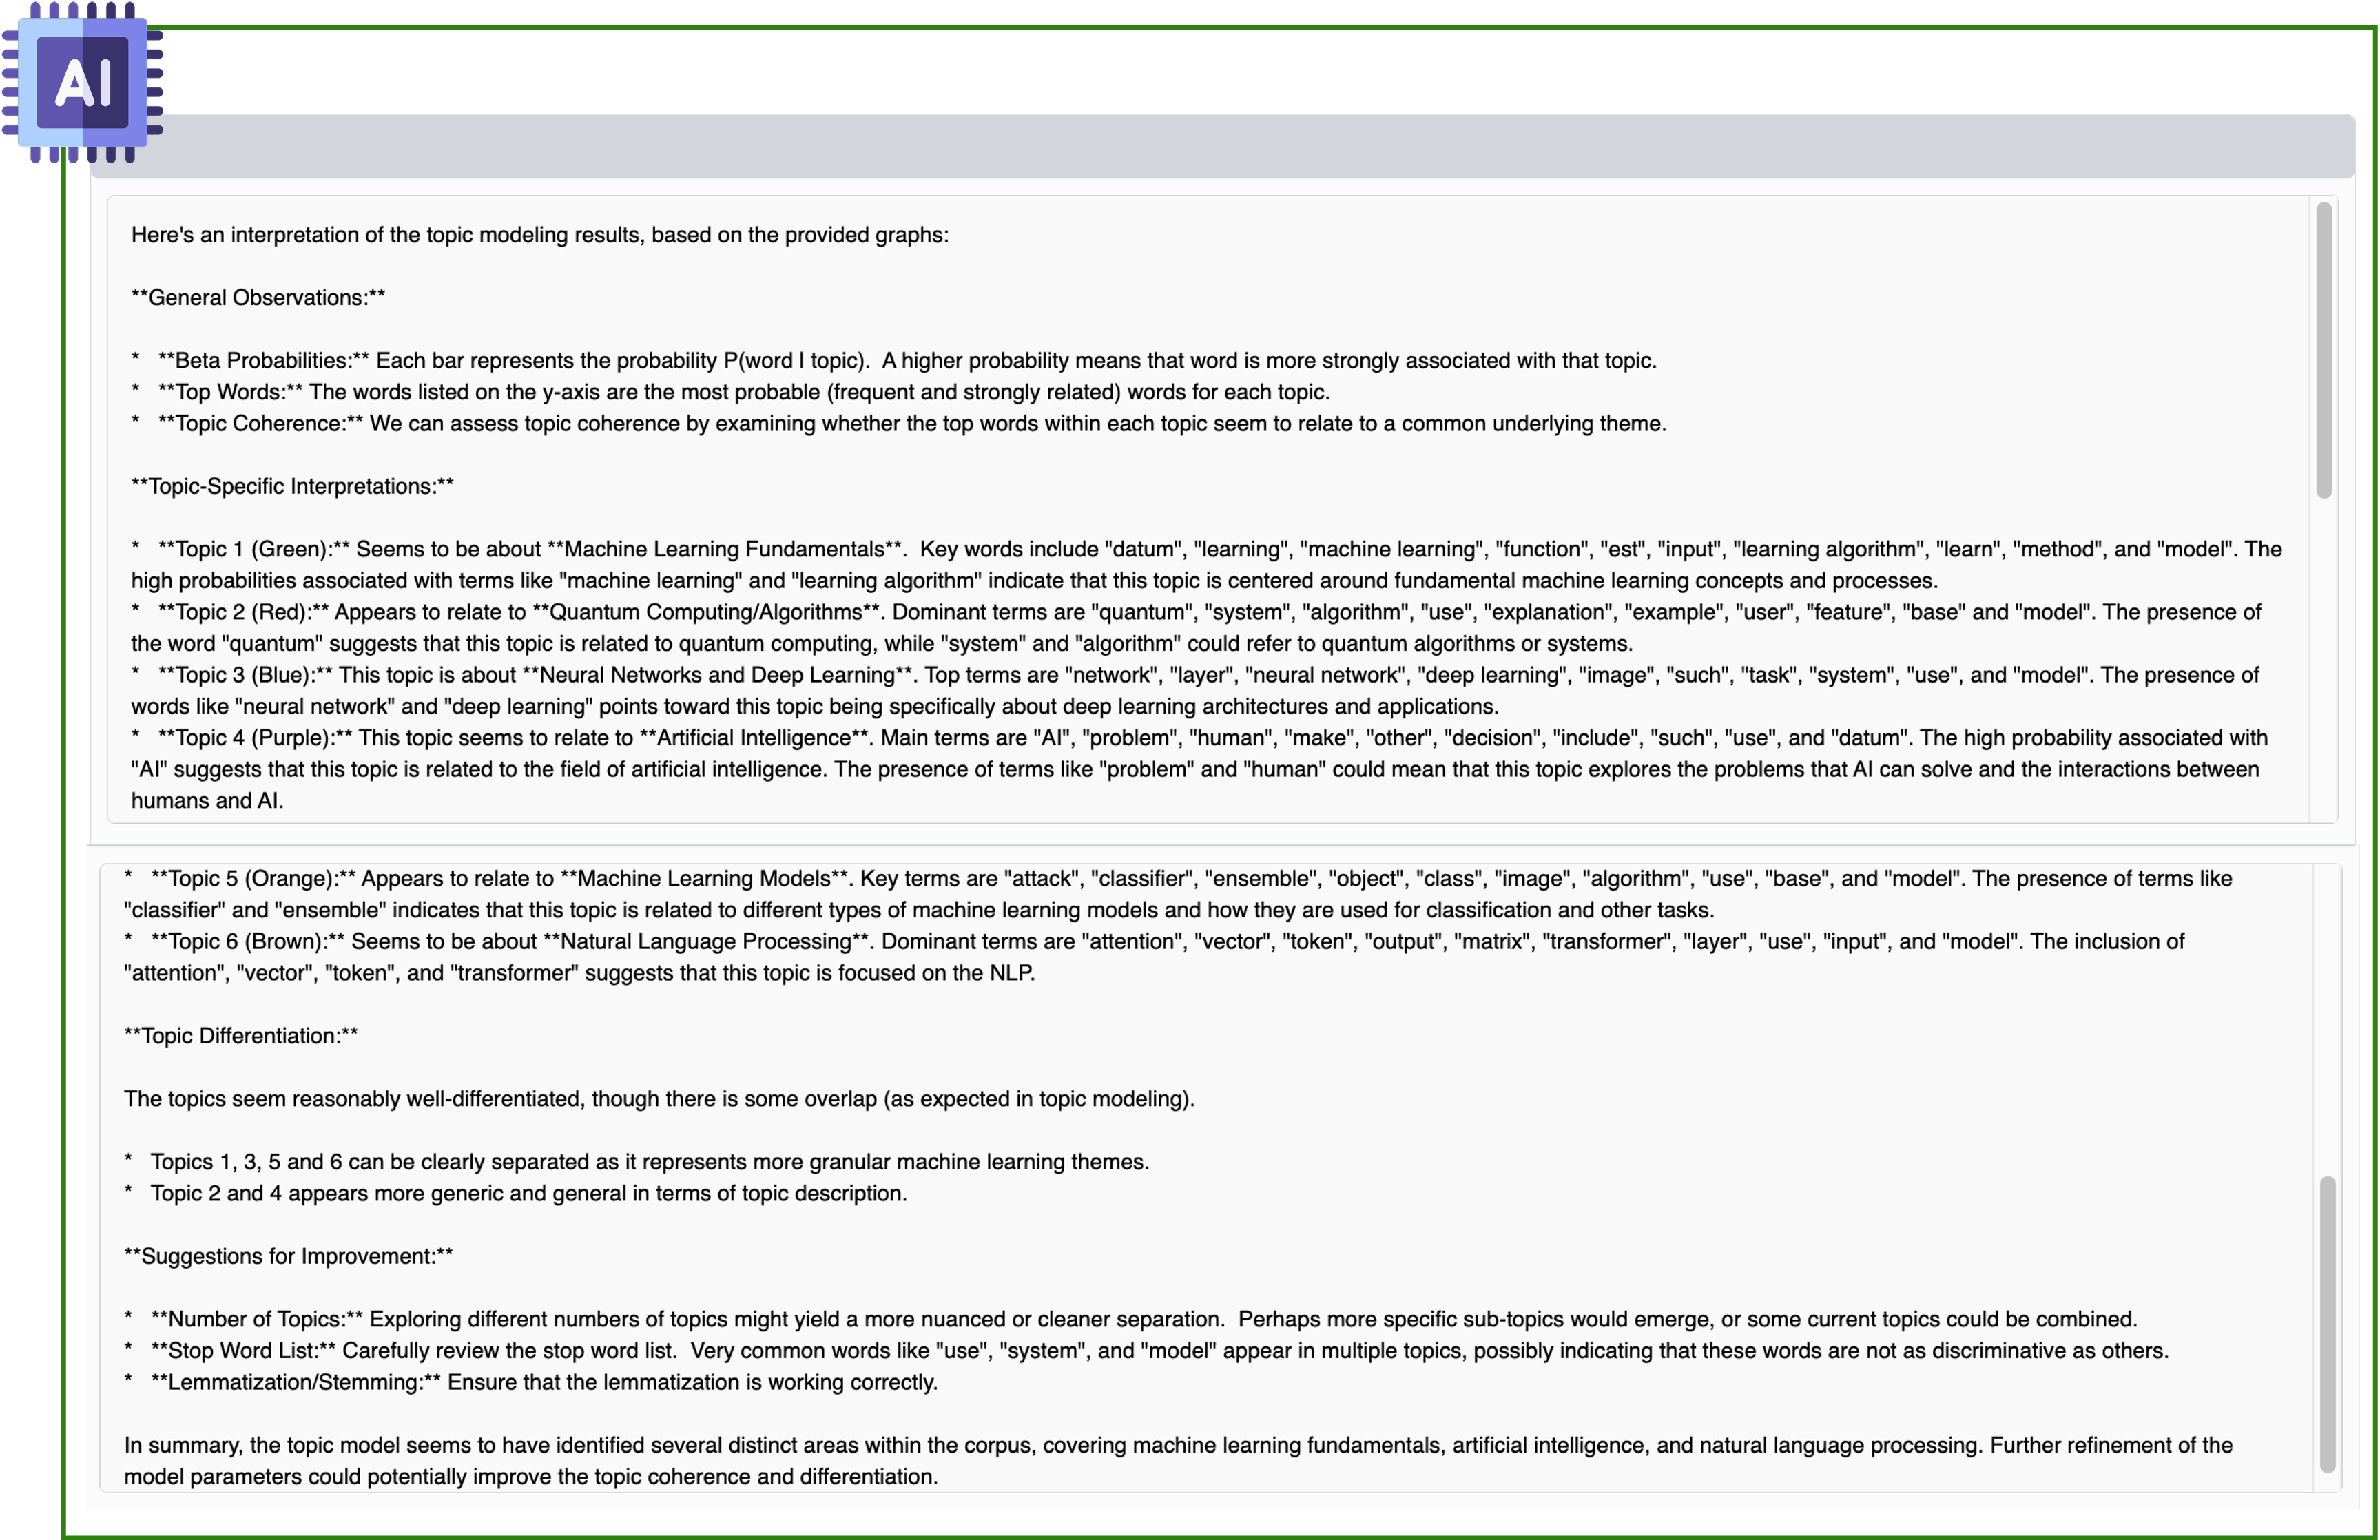 AI
Here's an interpretation of the topic modeling results, based on the provided graphs:
**General Observations:**
*   **Beta Probabilities:** Each bar represents the probability P(word | topic).  A higher probability means that word is more strongly associated with that topic.
*   **Top Words:** The words listed on the y-axis are the most probable (frequent and strongly related) words for each topic.
*   **Topic Coherence:** We can assess topic coherence by examining whether the top words within each topic seem to relate to a common underlying theme.
**Topic-Specific Interpretations:**
*   **Topic 1 (Green):** Seems to be about **Machine Learning Fundamentals**.  Key words include "datum", "learning", "machine learning", "function", "est", "input", "learning algorithm", "learn", "method", and "model". The
high probabilities associated with terms like "machine learning" and "learning algorithm" indicate that this topic is centered around fundamental machine learning concepts and processes.
*   **Topic 2 (Red):** Appears to relate to **Quantum Computing/Algorithms**. Dominant terms are "quantum", "system", "algorithm", "use", "explanation", "example", "user", "feature", "base" and "model". The presence of
the word "quantum" suggests that this topic is related to quantum computing, while "system" and "algorithm" could refer to quantum algorithms or systems.
*   **Topic 3 (Blue):** This topic is about **Neural Networks and Deep Learning**. Top terms are "network", "layer", "neural network", "deep learning", "image", "such", "task", "system", "use", and "model". The presence of
words like "neural network" and "deep learning" points toward this topic being specifically about deep learning architectures and applications.
*   **Topic 4 (Purple):** This topic seems to relate to **Artificial Intelligence**. Main terms are "AI", "problem", "human", "make", "other", "decision", "include", "such", "use", and "datum". The high probability associated with
"AI" suggests that this topic is related to the field of artificial intelligence. The presence of terms like "problem" and "human" could mean that this topic explores the problems that AI can solve and the interactions between
humans and AI.
*   **Topic 5 (Orange):** Appears to relate to **Machine Learning Models**. Key terms are "attack", "classifier", "ensemble", "object", "class", "image", "algorithm", "use", "base", and "model". The presence of terms like
"classifier" and "ensemble" indicates that this topic is related to different types of machine learning models and how they are used for classification and other tasks.
*   **Topic 6 (Brown):** Seems to be about **Natural Language Processing**. Dominant terms are "attention", "vector", "token", "output", "matrix", "transformer", "layer", "use", "input", and "model". The inclusion of
"attention", "vector", "token", and "transformer" suggests that this topic is focused on the NLP.
**Topic Differentiation:**
The topics seem reasonably well-differentiated, though there is some overlap (as expected in topic modeling).
*   Topics 1, 3, 5 and 6 can be clearly separated as it represents more granular machine learning themes.
*   Topic 2 and 4 appears more generic and general in terms of topic description.
**Suggestions for Improvement:**
*   **Number of Topics:** Exploring different numbers of topics might yield a more nuanced or cleaner separation.  Perhaps more specific sub-topics would emerge, or some current topics could be combined.
*   **Stop Word List:** Carefully review the stop word list.  Very common words like "use", "system", and "model" appear in multiple topics, possibly indicating that these words are not as discriminative as others.
*   **Lemmatization/Stemming:** Ensure that the lemmatization is working correctly.
In summary, the topic model seems to have identified several distinct areas within the corpus, covering machine learning fundamentals, artificial intelligence, and natural language processing. Further refinement of the
model parameters could potentially improve the topic coherence and differentiation.